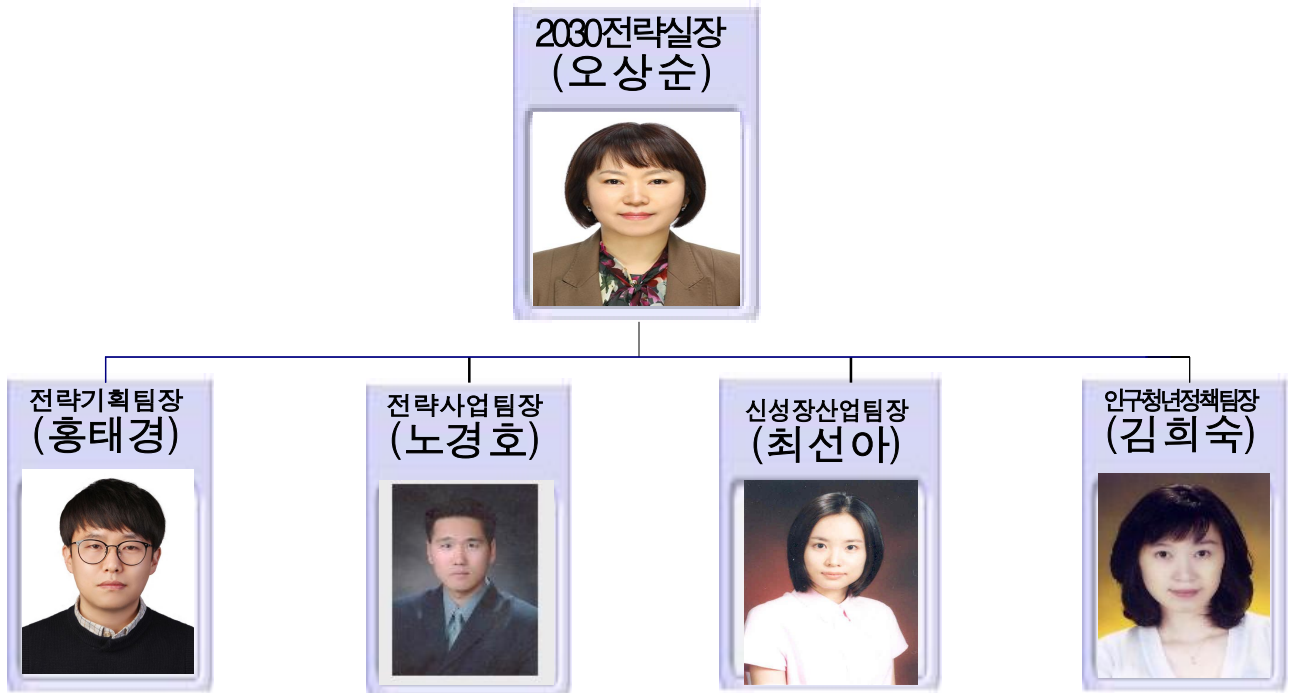 2030전략실장
(오상순)
전략기획팀장
(홍태경)
전략사업팀장
(노경호)
신성장산업팀장
(최선아)
인구청년정책팀장
(김희숙)